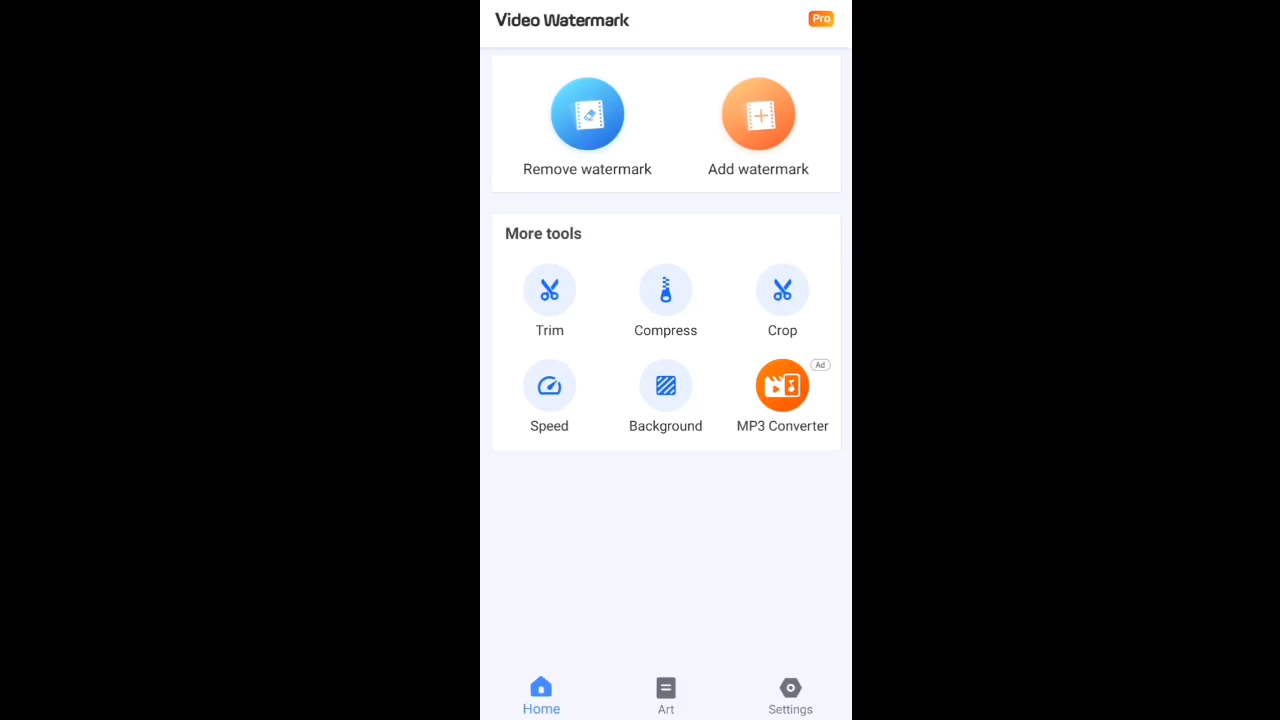 Video Watermark
Pro
Remove watermark
Add watermark
More tools
Trim
Compress
Crop
Ad
Speed
Background
MP3 Converter
Home
Art
Settings